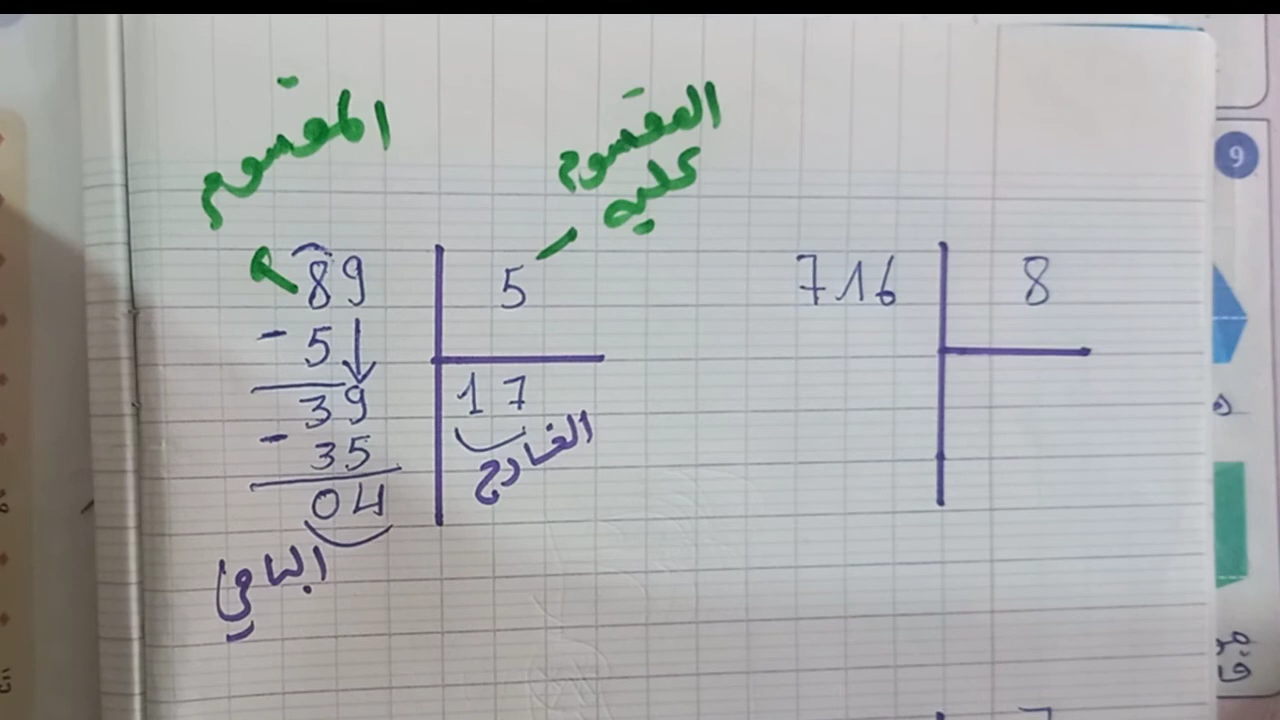 المقسوم
المقسوم
عليه
89 5
- 5
39 17
- 35 الخارج
04
الباقي
716 8
9